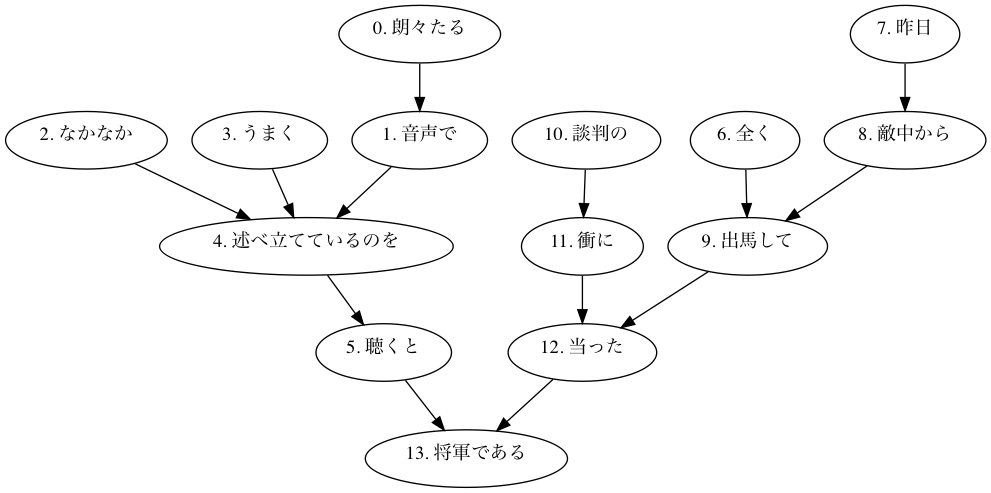 0. 朗々たる
7. 昨日
2. なかなか
3. うまく
1. 音声で
10. 談判の
6. 全く
8. 敵中から
4. 述べ立てているのを
11. 衝に
9. 出馬して
5. 聴くと
12. 当った
13. 将軍である